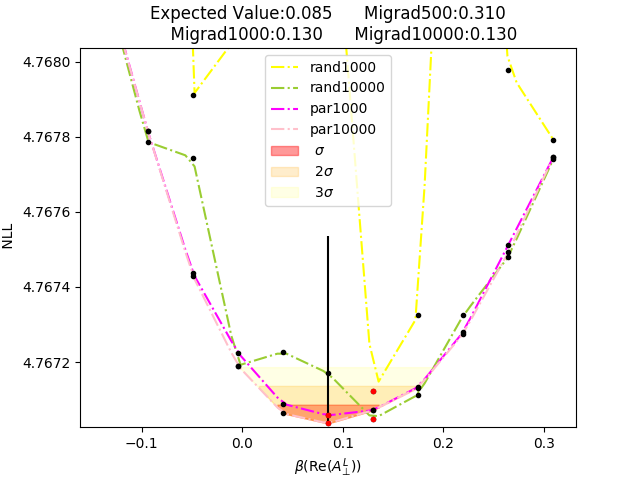 Expected Value:0.085 Migrad500:0.310
Migrad1000:0.130 Migrad10000:0.130
4.7680
4.7678
4.7676
4.7674
4.7672
NLL
rand1000
rand10000
par1000
par10000
σ
2σ
3σ
−0.1 0.0 0.1 0.2 0.3
β(Re(A_⊥^L))